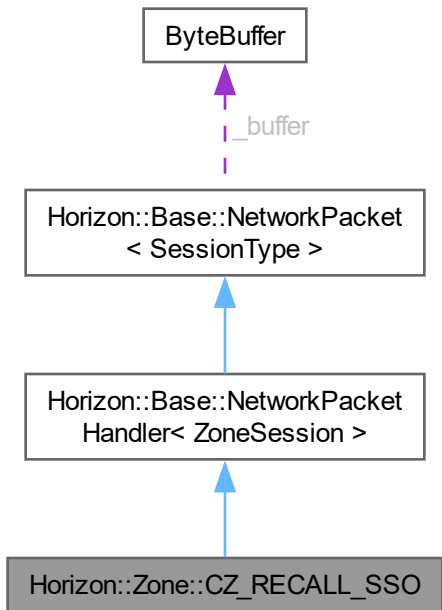 ByteBuffer
_buffer
Horizon::Base::NetworkPacket
< SessionType >
Horizon::Base::NetworkPacket
Handler< ZoneSession >
Horizon::Zone::CZ_RECALL_SSO